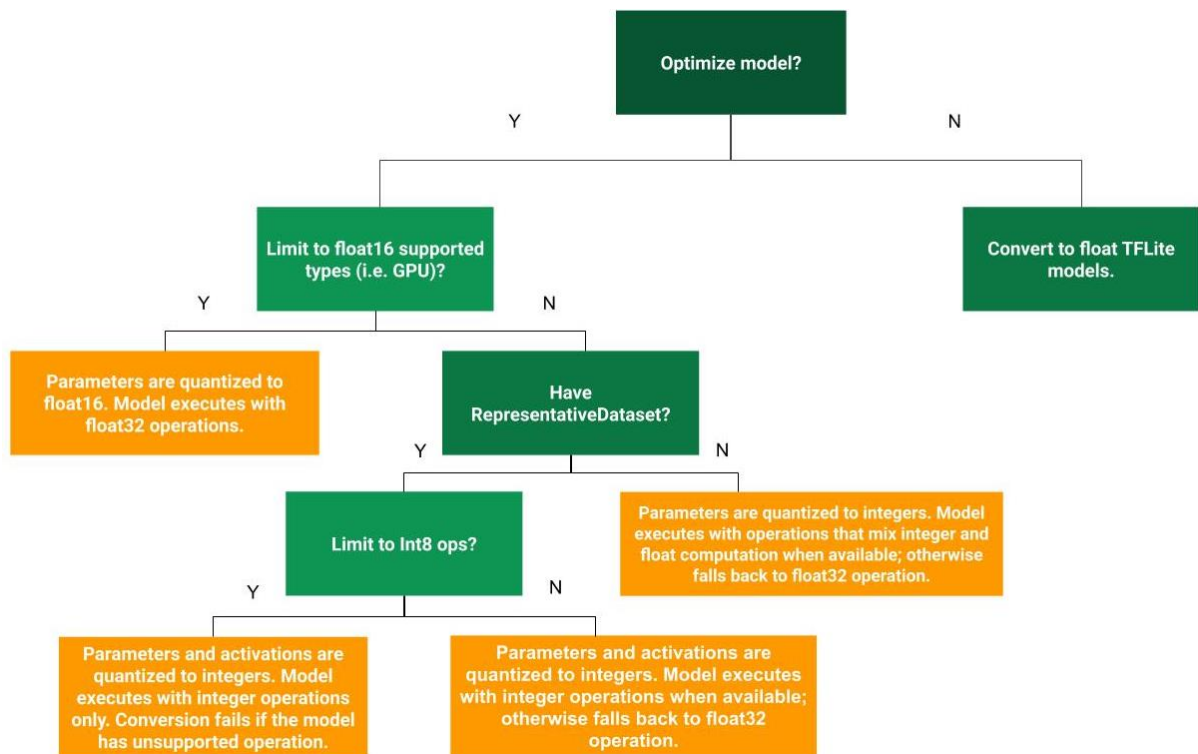 Optimize model?
Y
N
Limit to float16 supported
types (i.e. GPU)?
Convert to float TFLite
models.
Y
N
Parameters are quantized to
float16. Model executes with
float32 operations.
Have
RepresentativeDataset?
Y
N
Limit to Int8 ops?
Parameters are quantized to integers. Model
executes with operations that mix integer and
float computation when available; otherwise
falls back to float32 operation.
Y
N
Parameters and activations are
quantized to integers. Model
executes with integer operations
only. Conversion fails if the model
has unsupported operation.
Parameters and activations are
quantized to integers. Model executes
with integer operations when available;
otherwise falls back to float32
operation.